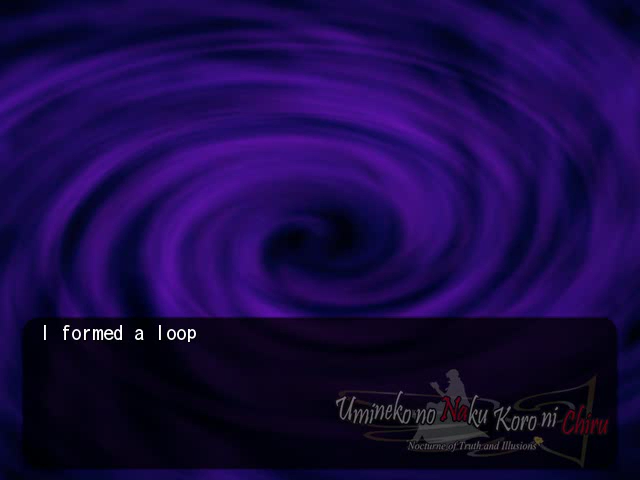 I formed a loop
Umineko no Naku Koro ni Chiru
Nocturne of Truth and Illusions